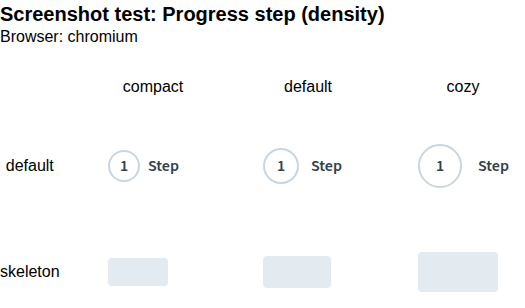 Screenshot test: Progress step (density)
Browser: chromium
compact default cozy
default 1 Step 1 Step 1 Step
skeleton